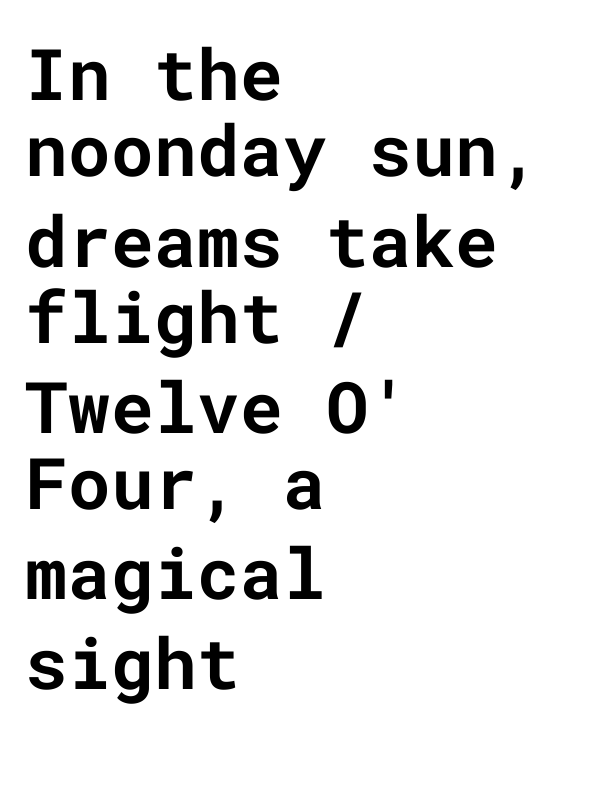 In the
noonday sun,
dreams take
flight /
Twelve O'
Four, a
magical
sight